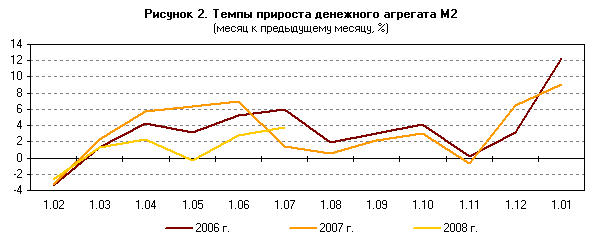 Рисунок 2. Темпы прироста денежного агрегата М2
(месяц к предыдущему месяцу, %)
14
12
10
8
6
4
2
0
-2
-4
1.02 1.03 1.04 1.05 1.06 1.07 1.08 1.09 1.10 1.11 1.12 1.01
2006 г. 2007 г. 2008 г.